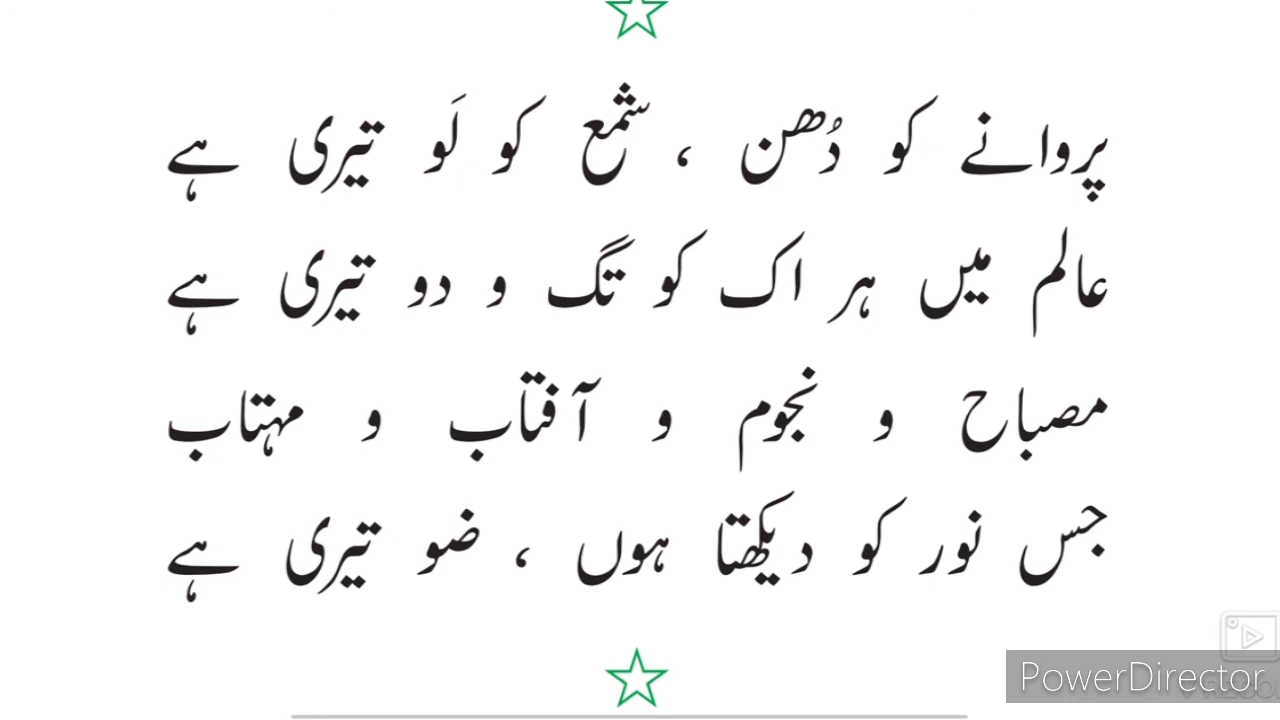 پروانے کو دُھن ، شمع کو لَو تیری ہے
عالم میں ہر اک کو تگ و دو تیری ہے
مصباح و نجوم و آفتاب و مہتاب
جس نور کو دیکھتا ہوں ، ضو تیری ہے
PowerDirector